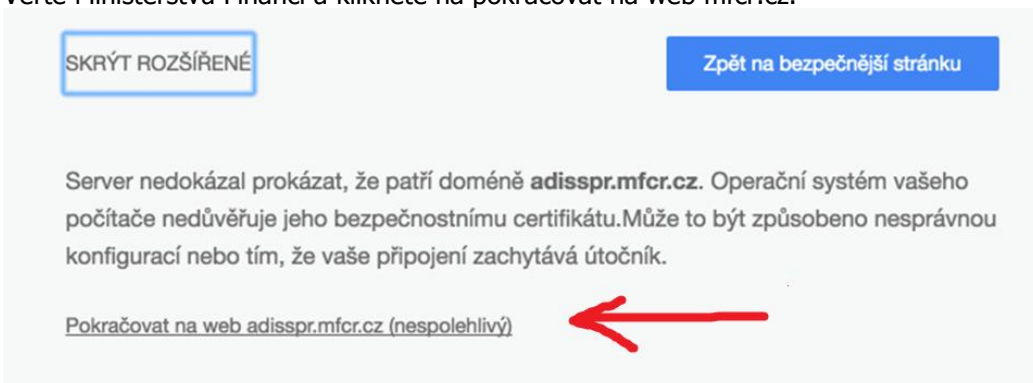 Věřte Ministerstvu Financí a klikněte na pokračovat na web mfcr.cz.
SKRÝT ROZŠÍŘENÉ
Zpět na bezpečnější stránku
Server nedokázal prokázat, že patří doméně adisspr.mfcr.cz. Operační systém vašeho
počítače nedůvěřuje jeho bezpečnostnímu certifikátu.Může to být způsobeno nesprávnou
konfigurací nebo tím, že vaše připojení zachytává útočník.
Pokračovat na web adisspr.mfcr.cz (nespolehlivý)